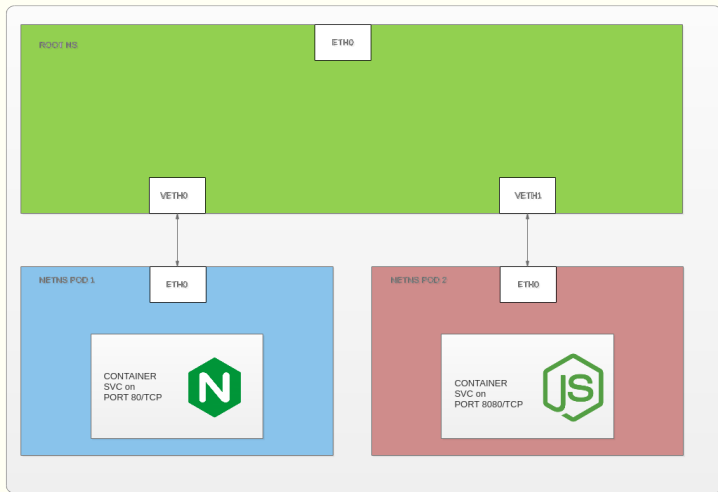 ETH0
ROOT NS
VETH0
VETH1
NETNS POD 1
ETH0
NETNS POD 2
ETH0
CONTAINER
SVC on
PORT 80/TCP
N
CONTAINER
SVC on
PORT 8080/TCP
JS